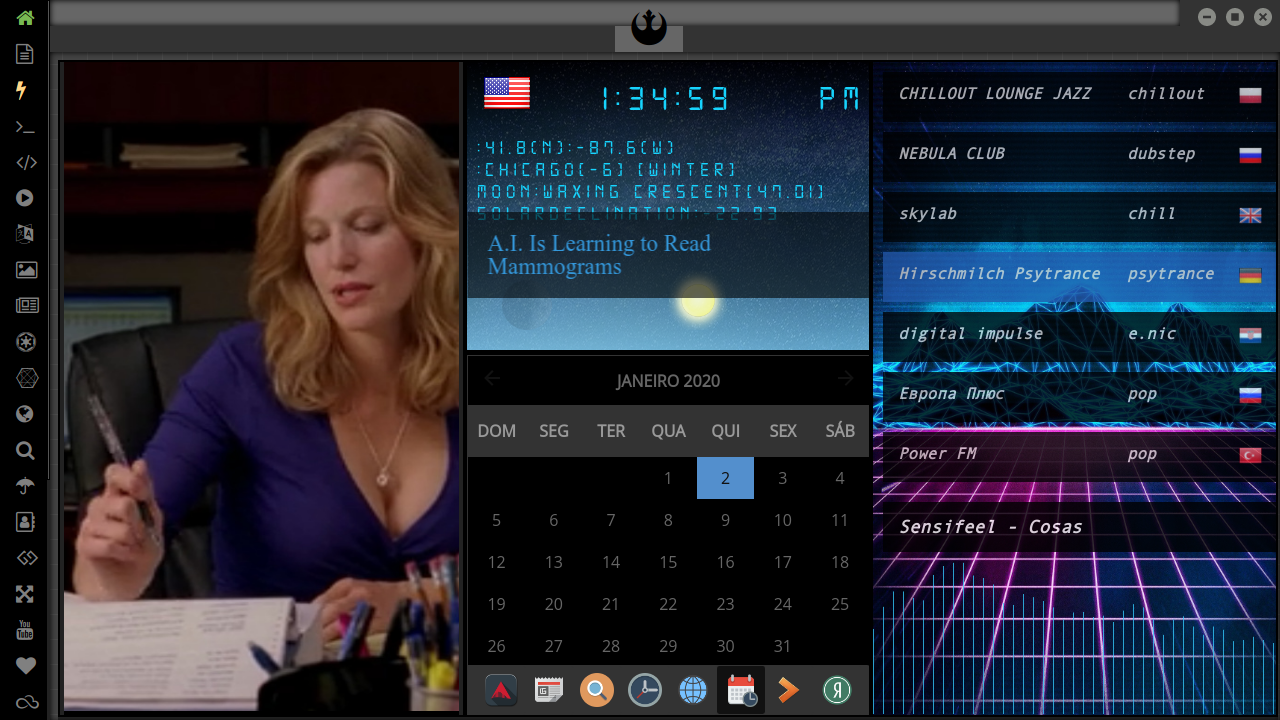 1:34:59 PM
:41.8(N):-87.6(W)
:CHICAGO(-6) (WINTER)
MOON:WAXING CRESCENT(47.01)
SOLARDECLINATION:-22.93
A.I. Is Learning to Read
Mammograms
JANEIRO 2020
DOM SEG TER QUA QUI SEX SÁB
1 2 3 4
5 6 7 8 9 10 11
12 13 14 15 16 17 18
19 20 21 22 23 24 25
26 27 28 29 30 31
CHILLOUT LOUNGE JAZZ chillout
NEBULA CLUB dubstep
skylab chill
Hirschmilch Psytrance psytrance
digital impulse e.nic
Европа Плюс pop
Power FM pop
Sensifeel - Cosas
You
Tube
Я